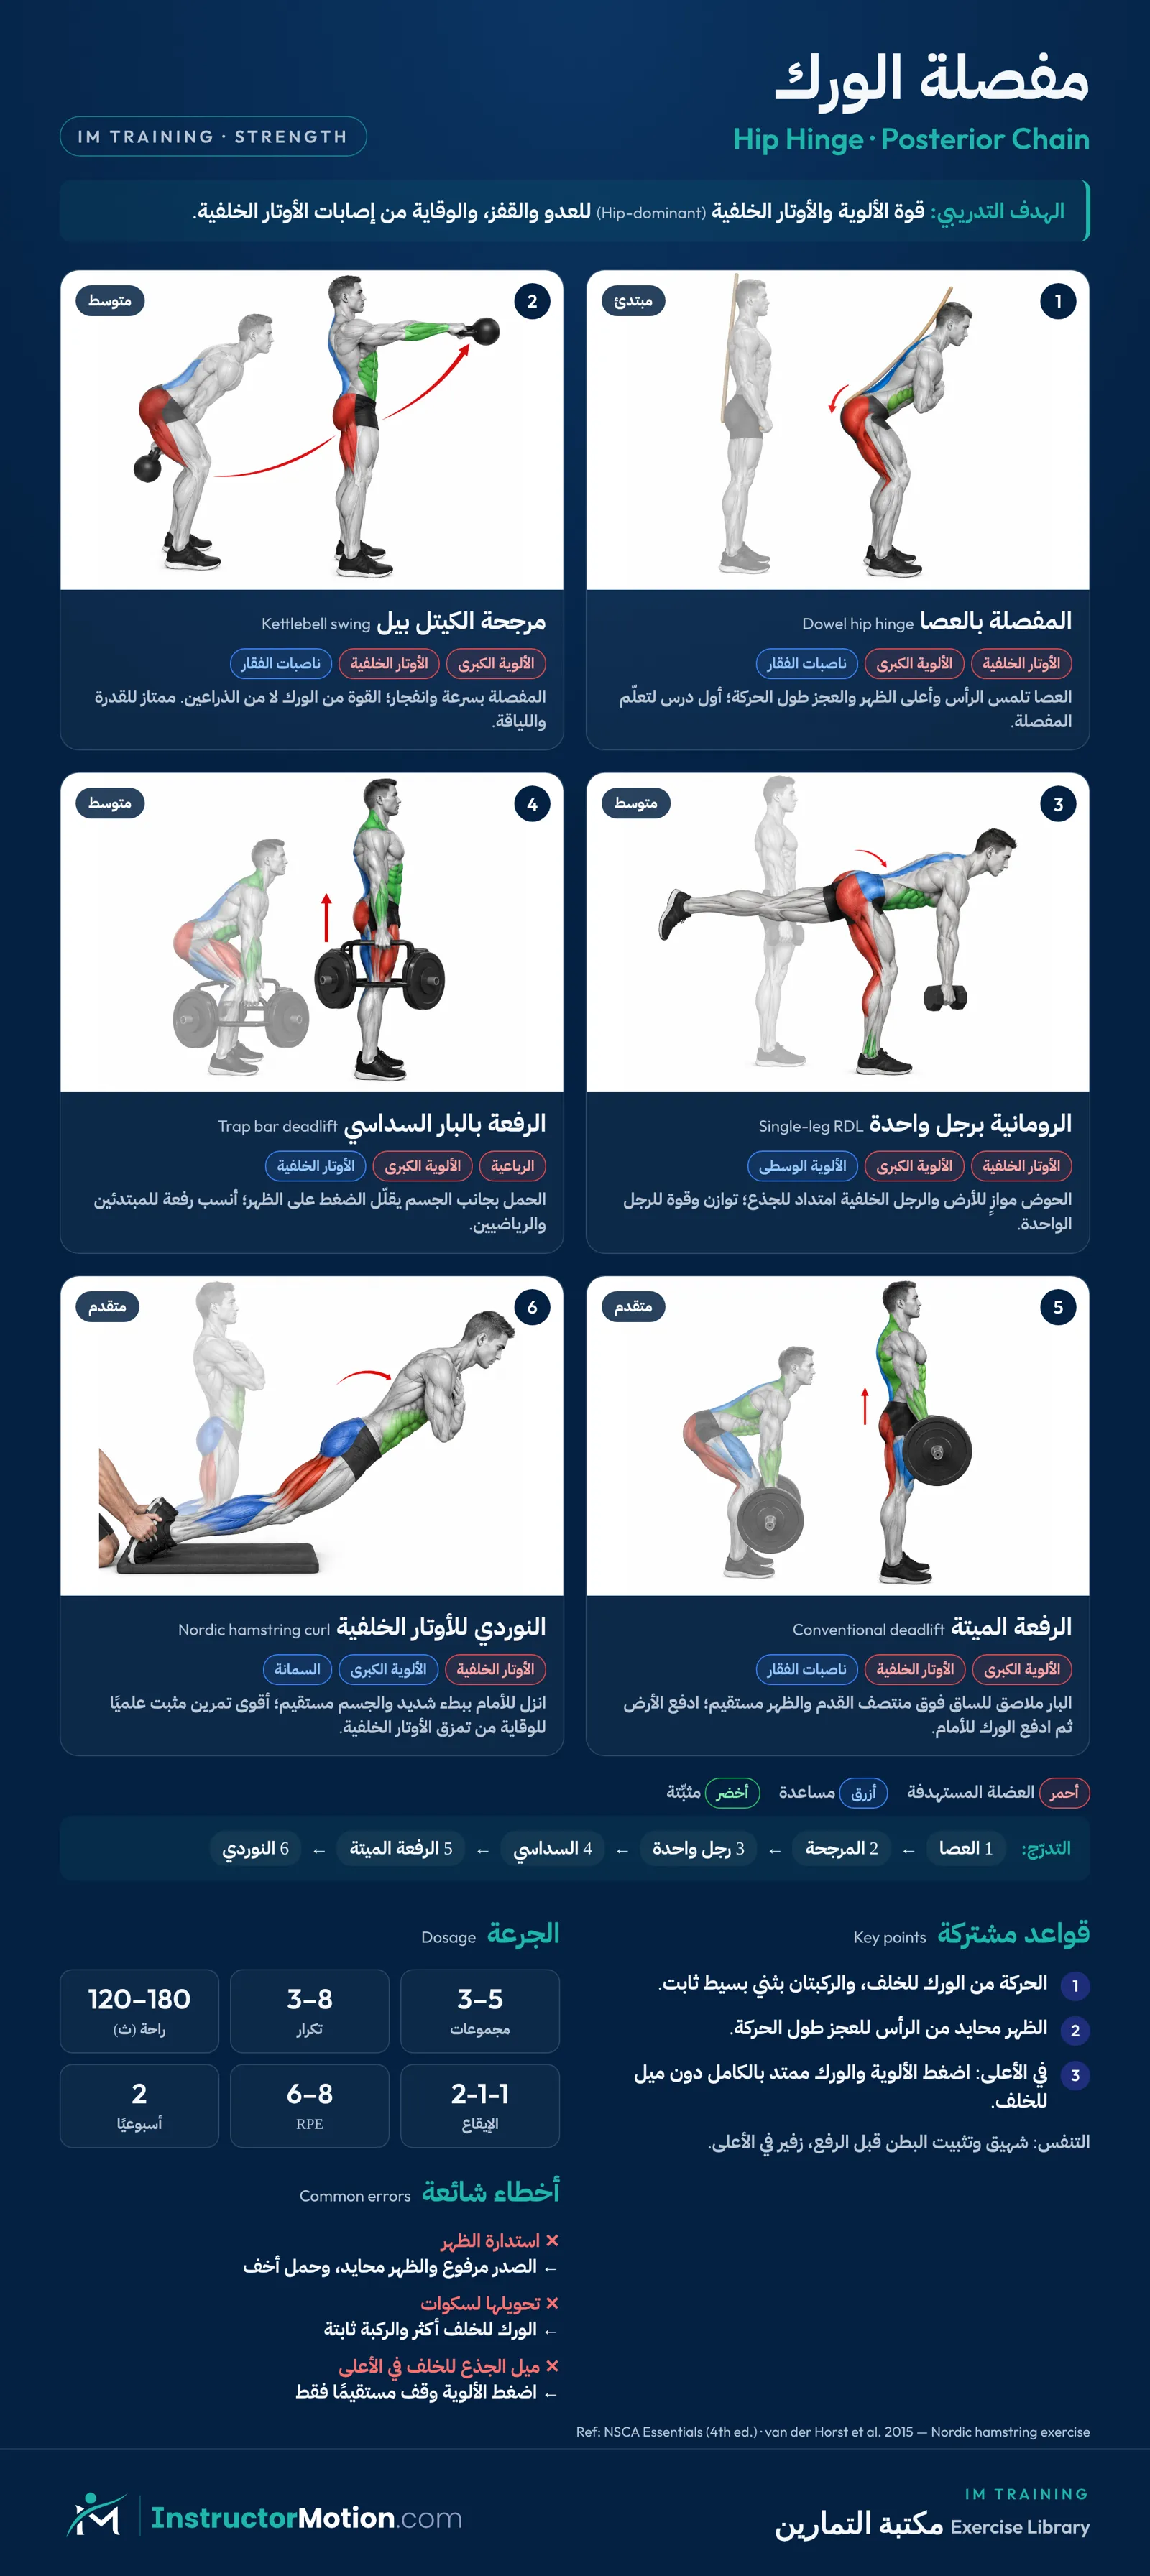 مفصلة الورك
Hip Hinge · Posterior Chain
IM TRAINING · STRENGTH
الهدف التدريبي: قوة الألوية والأوتار الخلفية (Hip-dominant) للعدو والقفز، والوقاية من إصابات الأوتار الخلفية.
1
مبتدئ
المفصلة بالعصا Dowel hip hinge
الأوتار الخلفية الألوية الكبرى ناصبات الفقار
العصا تلمس الرأس وأعلى الظهر والعجز طول الحركة؛ أول درس لتعلّم
المفصلة.
2
متوسط
مرجحة الكيتل بيل Kettlebell swing
الألوية الكبرى الأوتار الخلفية ناصبات الفقار
المفصلة بسرعة وانفجار؛ القوة من الورك لا من الذراعين. ممتاز للقدرة
واللياقة.
3
متوسط
الرومانية برجل واحدة Single-leg RDL
الأوتار الخلفية الألوية الكبرى الألوية الوسطى
الحوض موازٍ للأرض والرجل الخلفية امتداد للجذع؛ توازن وقوة للرجل
الواحدة.
4
متوسط
الرفعة بالبار السداسي Trap bar deadlift
الرباعية الألوية الكبرى الأوتار الخلفية
الحمل بجانب الجسم يقلّل الضغط على الظهر؛ أنسب رفعة للمبتدئين
والرياضيين.
5
متقدم
الرفعة الميتة Conventional deadlift
الألوية الكبرى الأوتار الخلفية ناصبات الفقار
البار ملاصق للساق فوق منتصف القدم والظهر مستقيم؛ ادفع الأرض
ثم ادفع الورك للأمام.
6
متقدم
النوردي للأوتار الخلفية Nordic hamstring curl
الأوتار الخلفية الألوية الكبرى السمانة
انزل للأمام ببطء شديد والجسم مستقيم؛ أقوى تمرين مثبت علميًا
للوقاية من تمزق الأوتار الخلفية.
أحمر العضلة المستهدفة أزرق مساعدة أخضر مثبّتة
التدرّج: 1 العصا ← 2 المرجحة ← 3 رجل واحدة ← 4 السداسي ← 5 الرفعة الميتة ← 6 النوردي
قواعد مشتركة Key points
1 الحركة من الورك للخلف، والركبتان بثني بسيط ثابت.
2 الظهر محايد من الرأس للعجز طول الحركة.
3 في الأعلى: اضغط الألوية والورك ممتد بالكامل دون ميل
للخلف.
التنفس: شهيق وتثبيت البطن قبل الرفع، زفير في الأعلى.
الجرعة Dosage
3–5
مجموعات
3–8
تكرار
120–180
راحة (ث)
2-1-1
الإيقاع
6–8
RPE
2
أسبوعيًا
أخطاء شائعة Common errors
✕ استدارة الظهر
← الصدر مرفوع والظهر محايد، وحمل أخف
✕ تحويلها لسكوات
← الورك للخلف أكثر والركبة ثابتة
✕ ميل الجذع للخلف في الأعلى
← اضغط الألوية وقف مستقيمًا فقط
Ref: NSCA Essentials (4th ed.) · van der Horst et al. 2015 — Nordic hamstring exercise
IM TRAINING
مكتبة التمارين Exercise Library
InstructorMotion.com